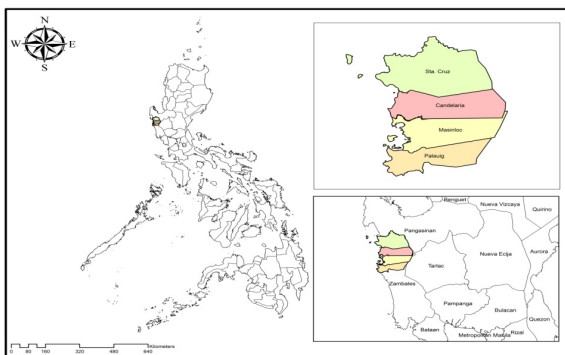 N
W E
S
Sta. Cruz
Candelaria
Masinloc
Palauig
Benguet
Nueva Vizcaya
Quirino
Pangasinan
Aurora
Nueva Ecija
Tarlac
Zambales
Pampanga
Bulacan
Quezon
Bataan
Metropolitan Manila
Rizal
0 80 160 320 480 640
Kilometers